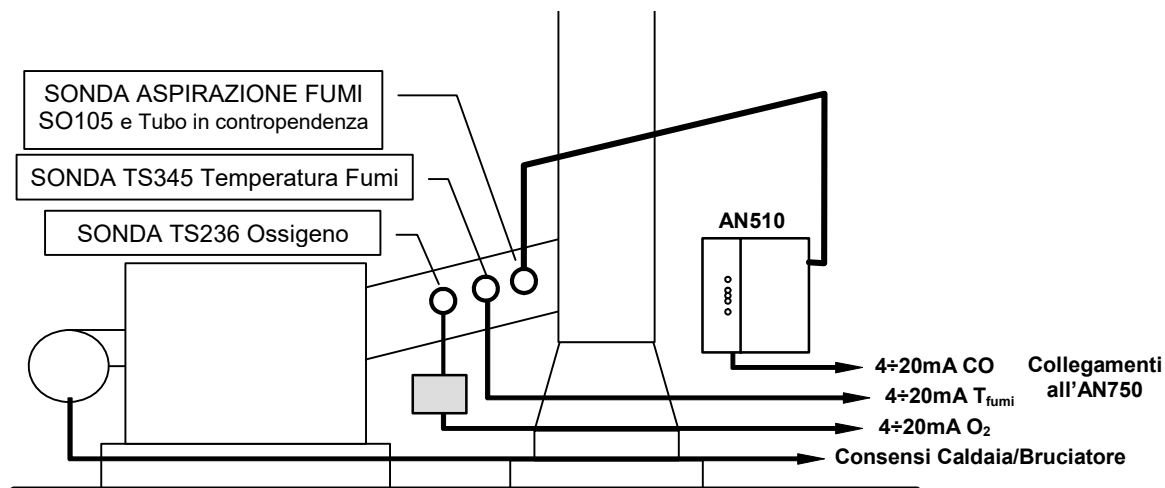 SONDA ASPIRAZIONE FUMI
SO105 e Tubo in contropendenza
SONDA TS345 Temperatura Fumi
SONDA TS236 Ossigeno
AN510
4÷20mA CO
Collegamenti
all'AN750
4÷20mA Tfumi
4÷20mA O₂
Consensi Caldaia/Bruciatore